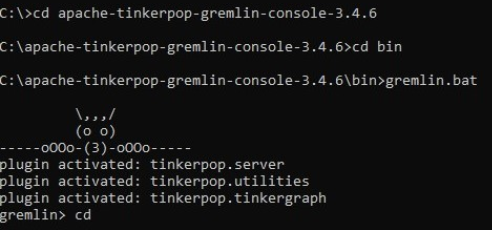 C:\>cd apache-tinkerpop-gremlin-console-3.4.6
C:\apache-tinkerpop-gremlin-console-3.4.6>cd bin
C:\apache-tinkerpop-gremlin-console-3.4.6\bin>gremlin.bat
         \,,,/
         (o o)
-----oOOo-(3)-oOOo-----
plugin activated: tinkerpop.server
plugin activated: tinkerpop.utilities
plugin activated: tinkerpop.tinkergraph
gremlin> cd